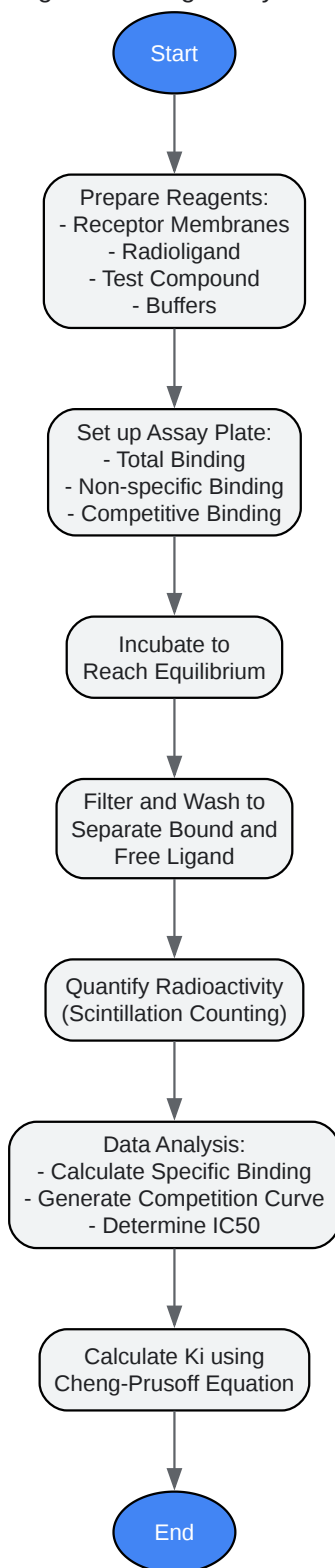 Start
Prepare Reagents:
- Receptor Membranes
- Radioligand
- Test Compound
- Buffers
Set up Assay Plate:
- Total Binding
- Non-specific Binding
- Competitive Binding
Incubate to
Reach Equilibrium
Filter and Wash to
Separate Bound and
Free Ligand
Quantify Radioactivity
(Scintillation Counting)
Data Analysis:
- Calculate Specific Binding
- Generate Competition Curve
- Determine IC50
Calculate Ki using
Cheng-Prusoff Equation
End